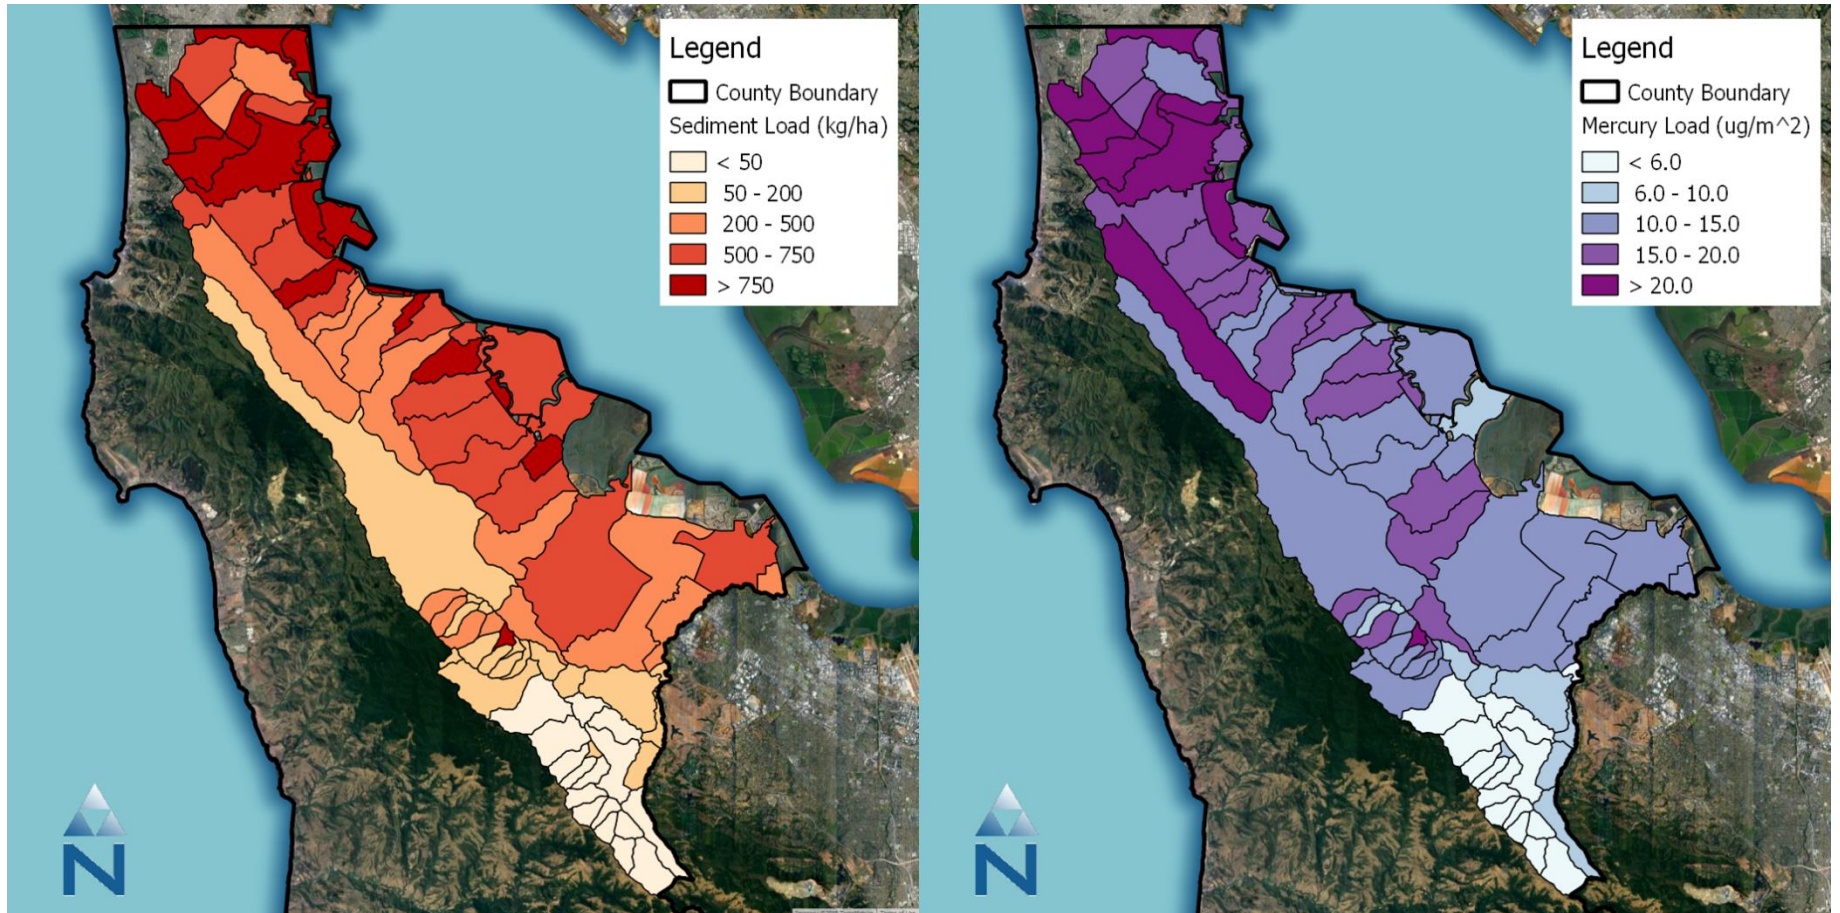 Legend
County Boundary
Sediment Load (kg/ha)
< 50
50 - 200
200 - 500
500 - 750
> 750
N
Legend
County Boundary
Mercury Load (ug/m^2)
< 6.0
6.0 - 10.0
10.0 - 15.0
15.0 - 20.0
> 20.0
N